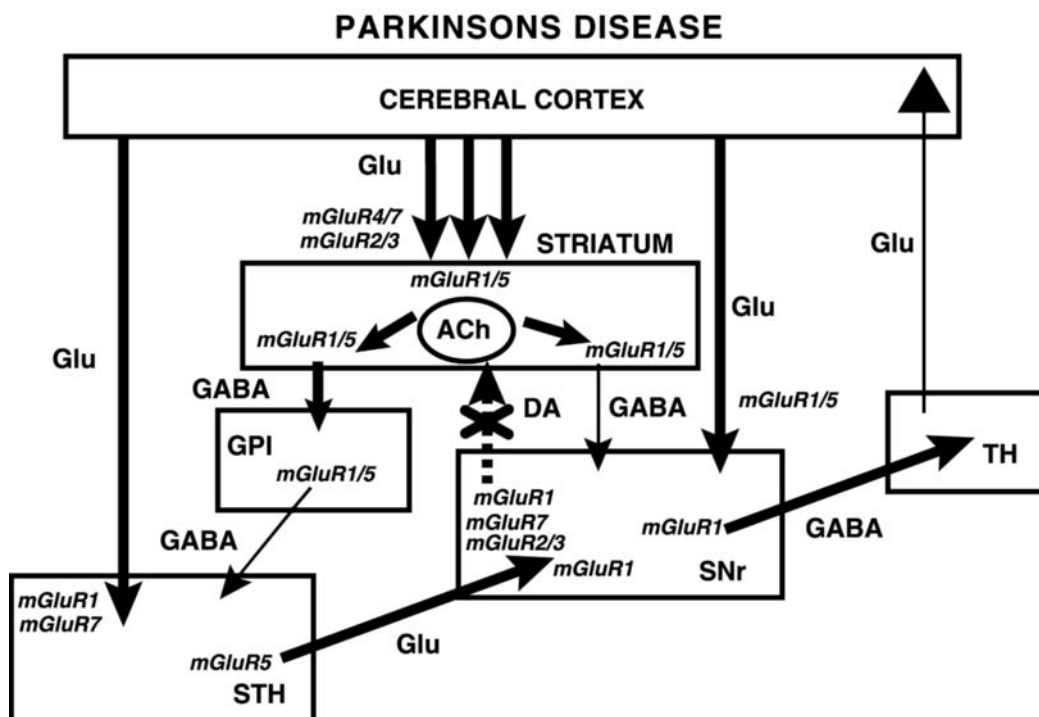 PARKINSONS DISEASE
CEREBRAL CORTEX
Glu
mGluR4/7
mGluR2/3
STRIATUM
Glu
mGluR1/5
ACh
mGluR1/5
mGluR1/5
Glu
Glu
GABA
DA
GABA
mGluR1/5
GPI
mGluR1/5
TH
mGluR1
mGluR7
mGluR2/3
mGluR1
GABA
GABA
mGluR1
SNr
mGluR1
mGluR7
Glu
mGluR5
STH